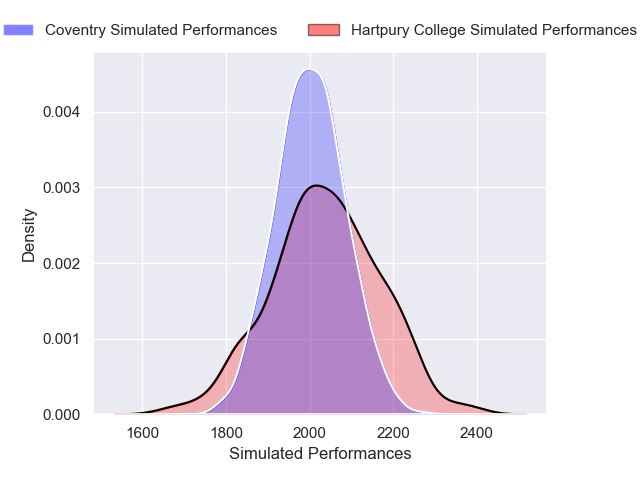 Coventry Simulated Performances Hartpury College Simulated Performances
0.004
0.003
0.002
0.001
0.000
Density
1600 1800 2000 2200 2400
Simulated Performances